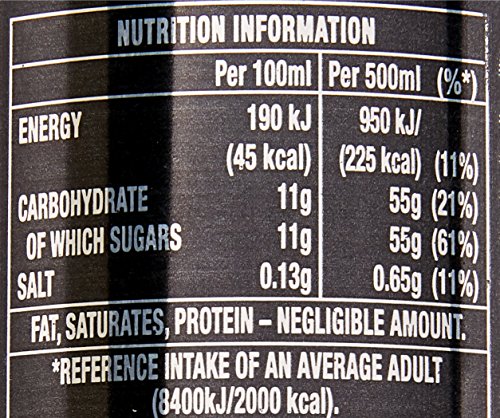 NUTRITION INFORMATION
Per 100ml Per 500ml (%*)
ENERGY 190 kJ 950 kJ/
(45 kcal) (225 kcal) (11%)
CARBOHYDRATE 11g 55g (21%)
OF WHICH SUGARS 11g 55g (61%)
SALT 0.13g 0.65g (11%)
FAT, SATURATES, PROTEIN – NEGLIGIBLE AMOUNT.
*REFERENCE INTAKE OF AN AVERAGE ADULT
(8400kJ/2000 kcal).